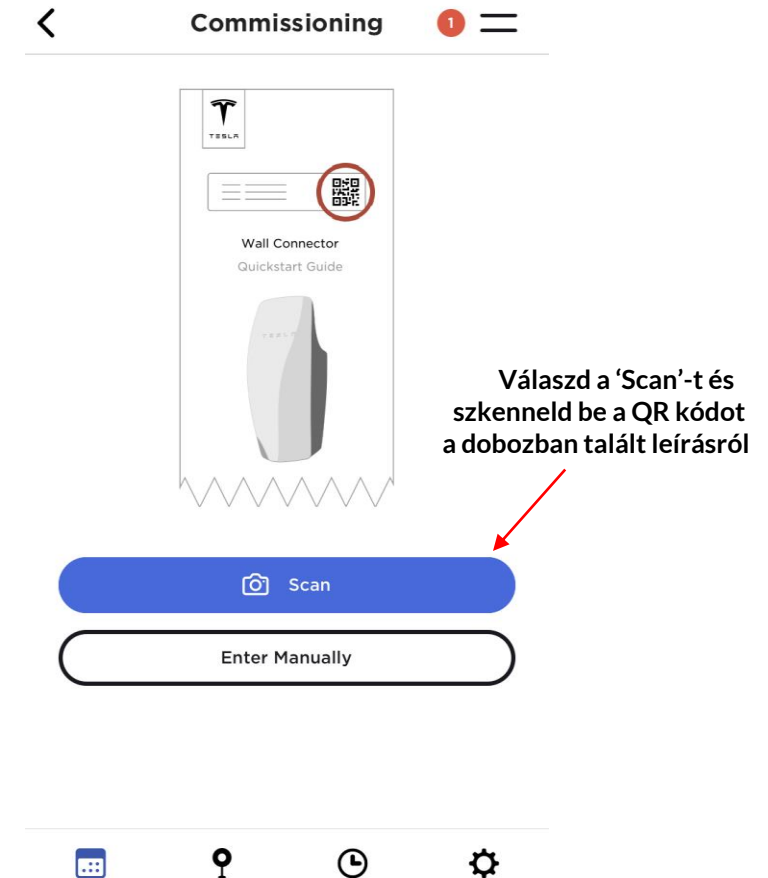 Commissioning
1
TESLA
Wall Connector
Quickstart Guide
TESLA
Válaszd a ‘Scan’-t és
szkenneld be a QR kódot
a dobozban talált leírásról
Scan
Enter Manually